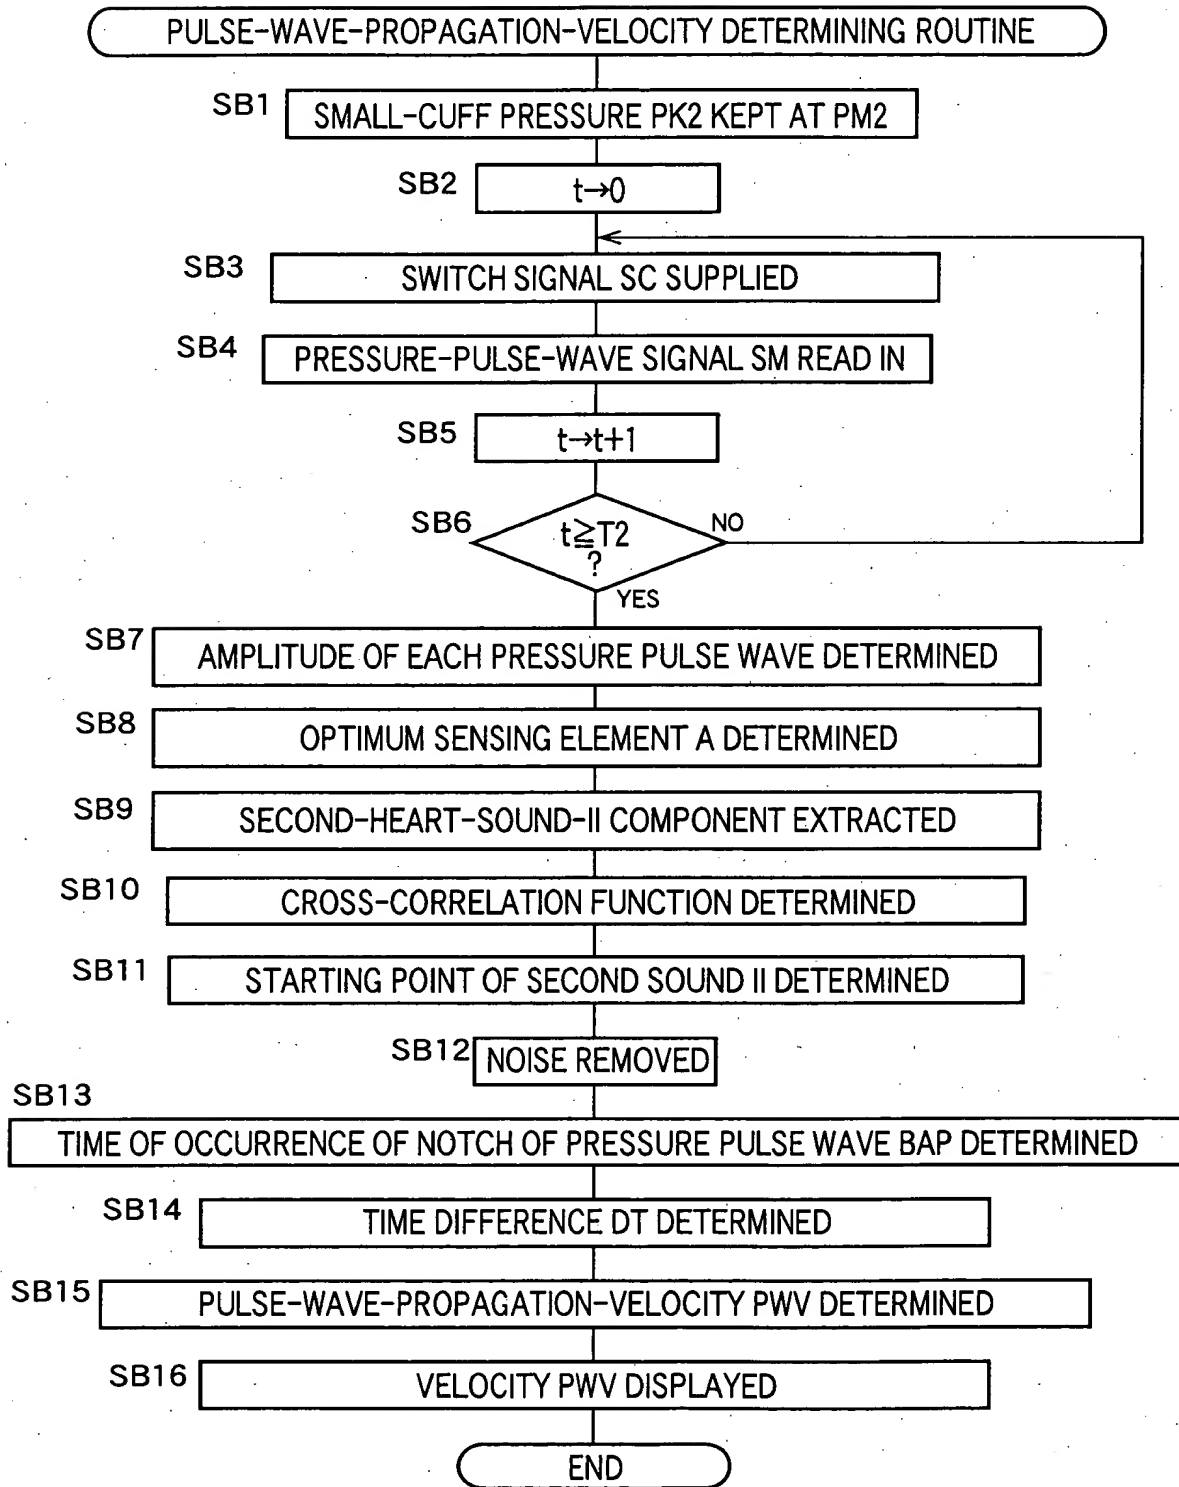 PULSE-WAVE-PROPAGATION-VELOCITY DETERMINING ROUTINE
SB1
SMALL-CUFF PRESSURE PK2 KEPT AT PM2
SB2
t→0
SB3
SWITCH SIGNAL SC SUPPLIED
SB4
PRESSURE-PULSE-WAVE SIGNAL SM READ IN
SB5
t→t+1
SB6
t≧T2
?
NO
YES
SB7
AMPLITUDE OF EACH PRESSURE PULSE WAVE DETERMINED
SB8
OPTIMUM SENSING ELEMENT A DETERMINED
SB9
SECOND-HEART-SOUND-II COMPONENT EXTRACTED
SB10
CROSS-CORRELATION FUNCTION DETERMINED
SB11
STARTING POINT OF SECOND SOUND II DETERMINED
SB12
NOISE REMOVED
SB13
TIME OF OCCURRENCE OF NOTCH OF PRESSURE PULSE WAVE BAP DETERMINED
SB14
TIME DIFFERENCE DT DETERMINED
SB15
PULSE-WAVE-PROPAGATION-VELOCITY PWV DETERMINED
SB16
VELOCITY PWV DISPLAYED
END